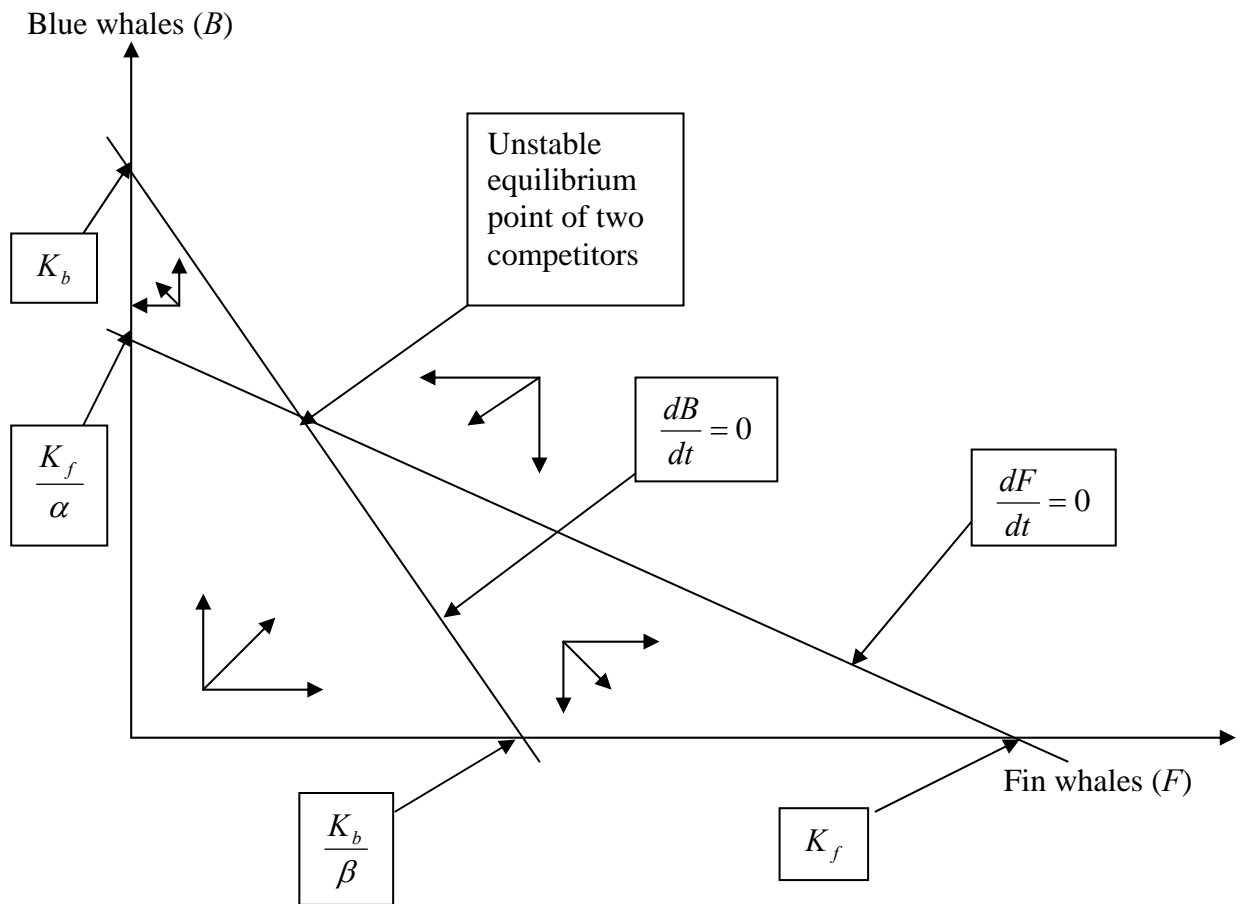 Blue whales (B)
Unstable
equilibrium
point of two
competitors
K_b
dB/dt = 0
K_f/α
dF/dt = 0
Fin whales (F)
K_b/β
K_f